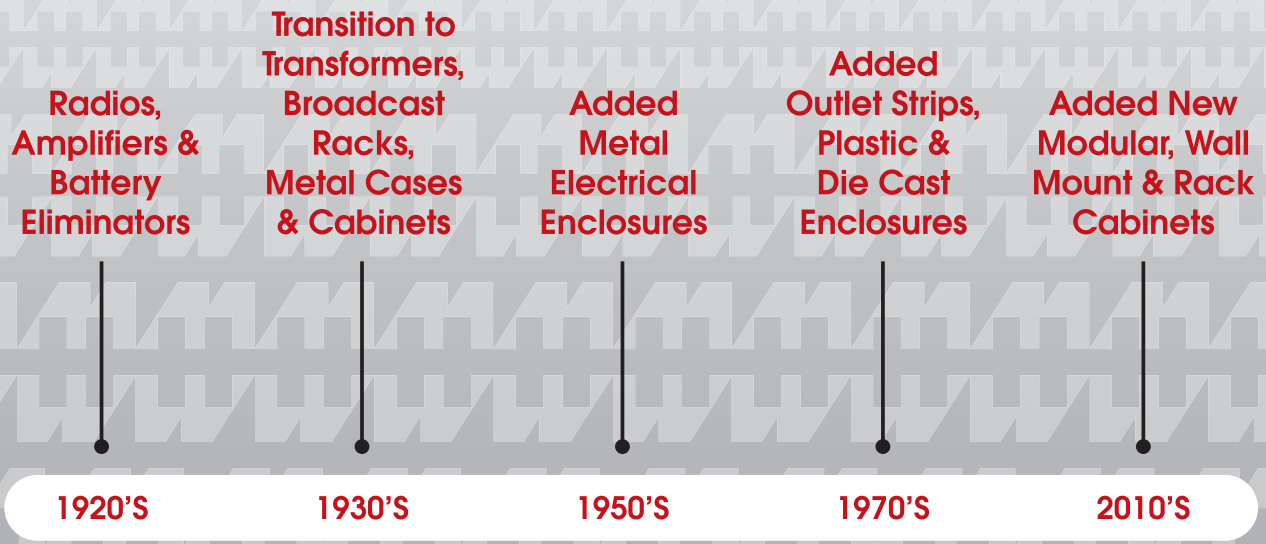 Radios,
Amplifiers &
Battery
Eliminators
Transition to
Transformers,
Broadcast
Racks,
Metal Cases
& Cabinets
Added
Metal
Electrical
Enclosures
Added
Outlet Strips,
Plastic &
Die Cast
Enclosures
Added New
Modular, Wall
Mount & Rack
Cabinets
1920’S
1930’S
1950’S
1970’S
2010’S